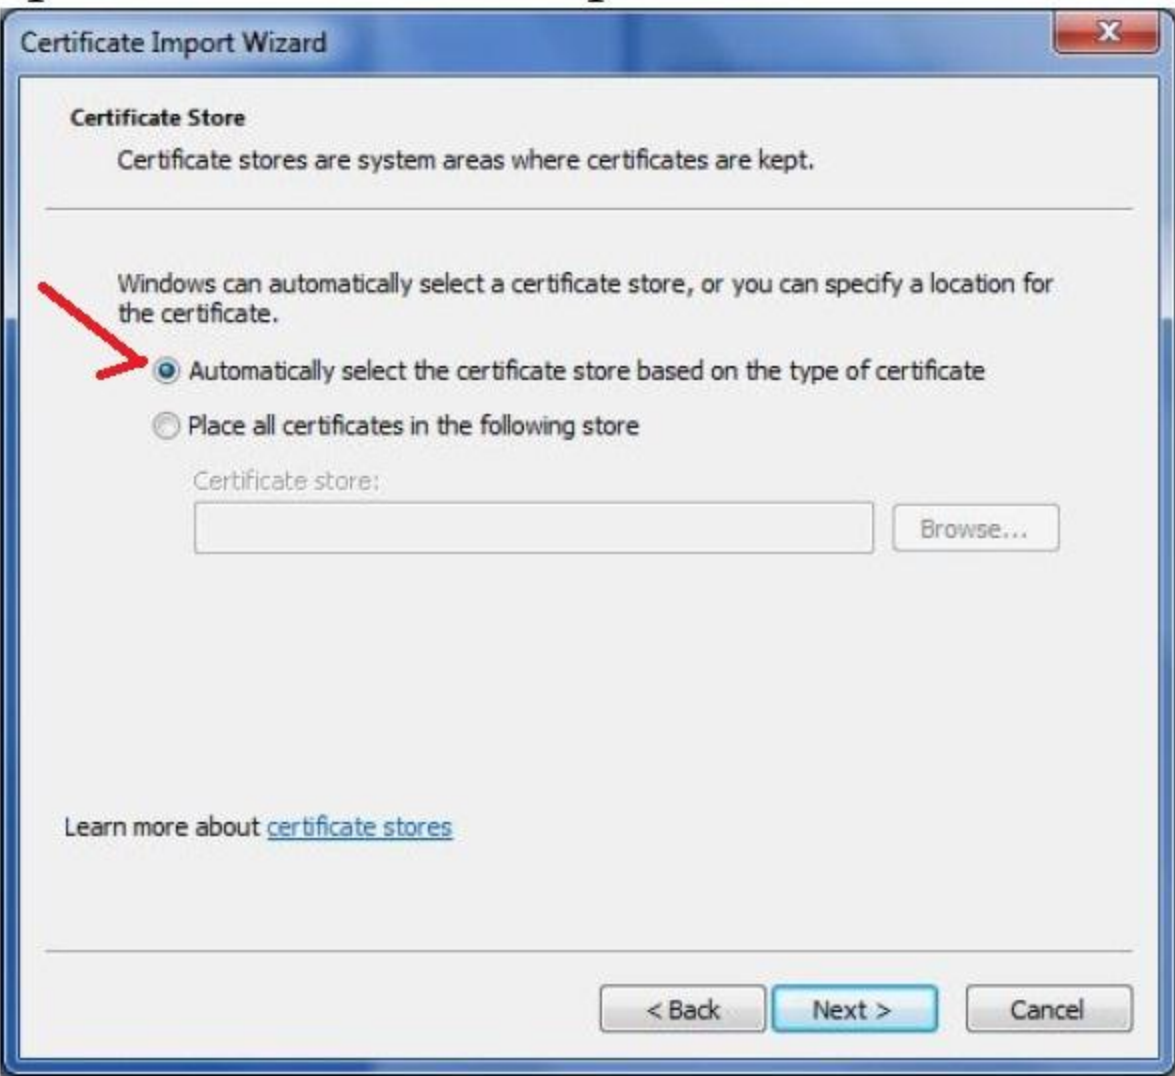 Certificate Import Wizard
Certificate Store
Certificate stores are system areas where certificates are kept.
Windows can automatically select a certificate store, or you can specify a location for
the certificate.
Automatically select the certificate store based on the type of certificate
Place all certificates in the following store
Certificate store:
Browse...
Learn more about certificate stores
< Back Next > Cancel